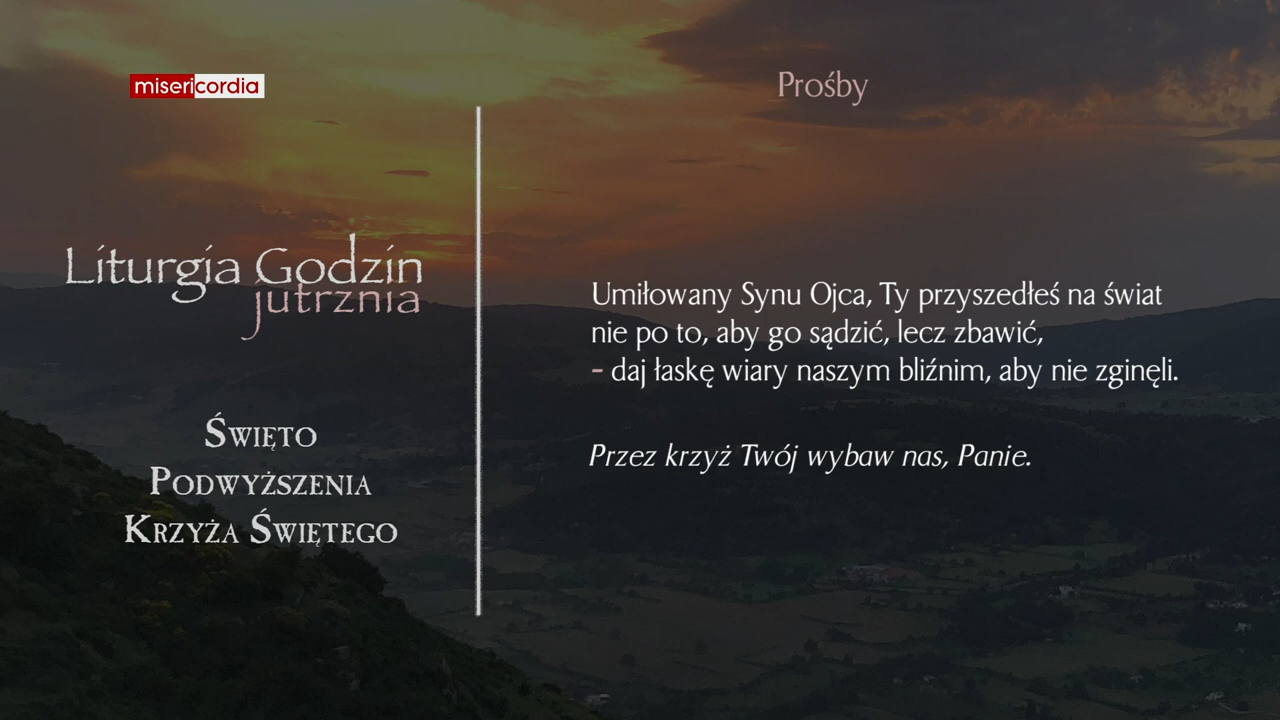 misericordia
Liturgia Godzin
jutrznia
Święto
Podwyższenia
Krzyża Świętego
Prośby
Umiłowany Synu Ojca, Ty przyszedłeś na świat
nie po to, aby go sądzić, lecz zbawić,
- daj łaskę wiary naszym bliźnim, aby nie zginęli.
Przez krzyż Twój wybaw nas, Panie.